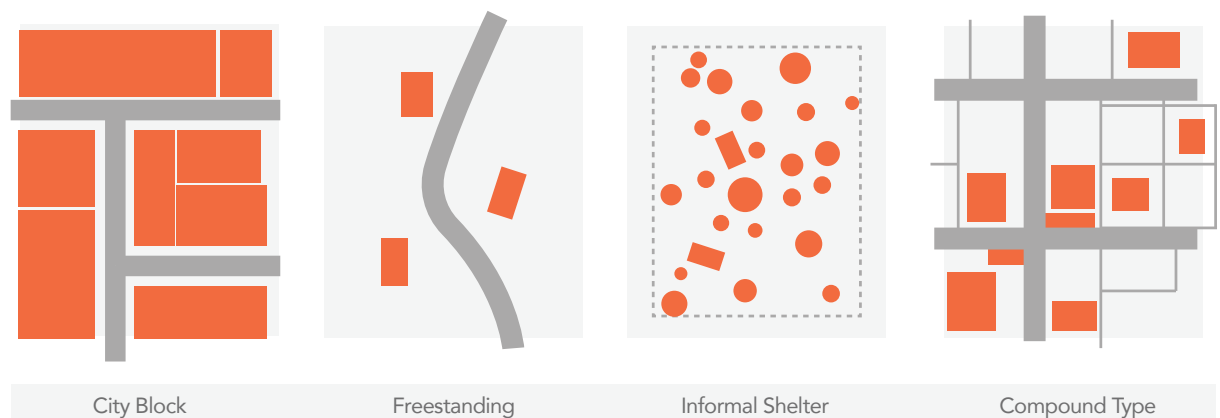 City Block
Freestanding
Informal Shelter
Compound Type